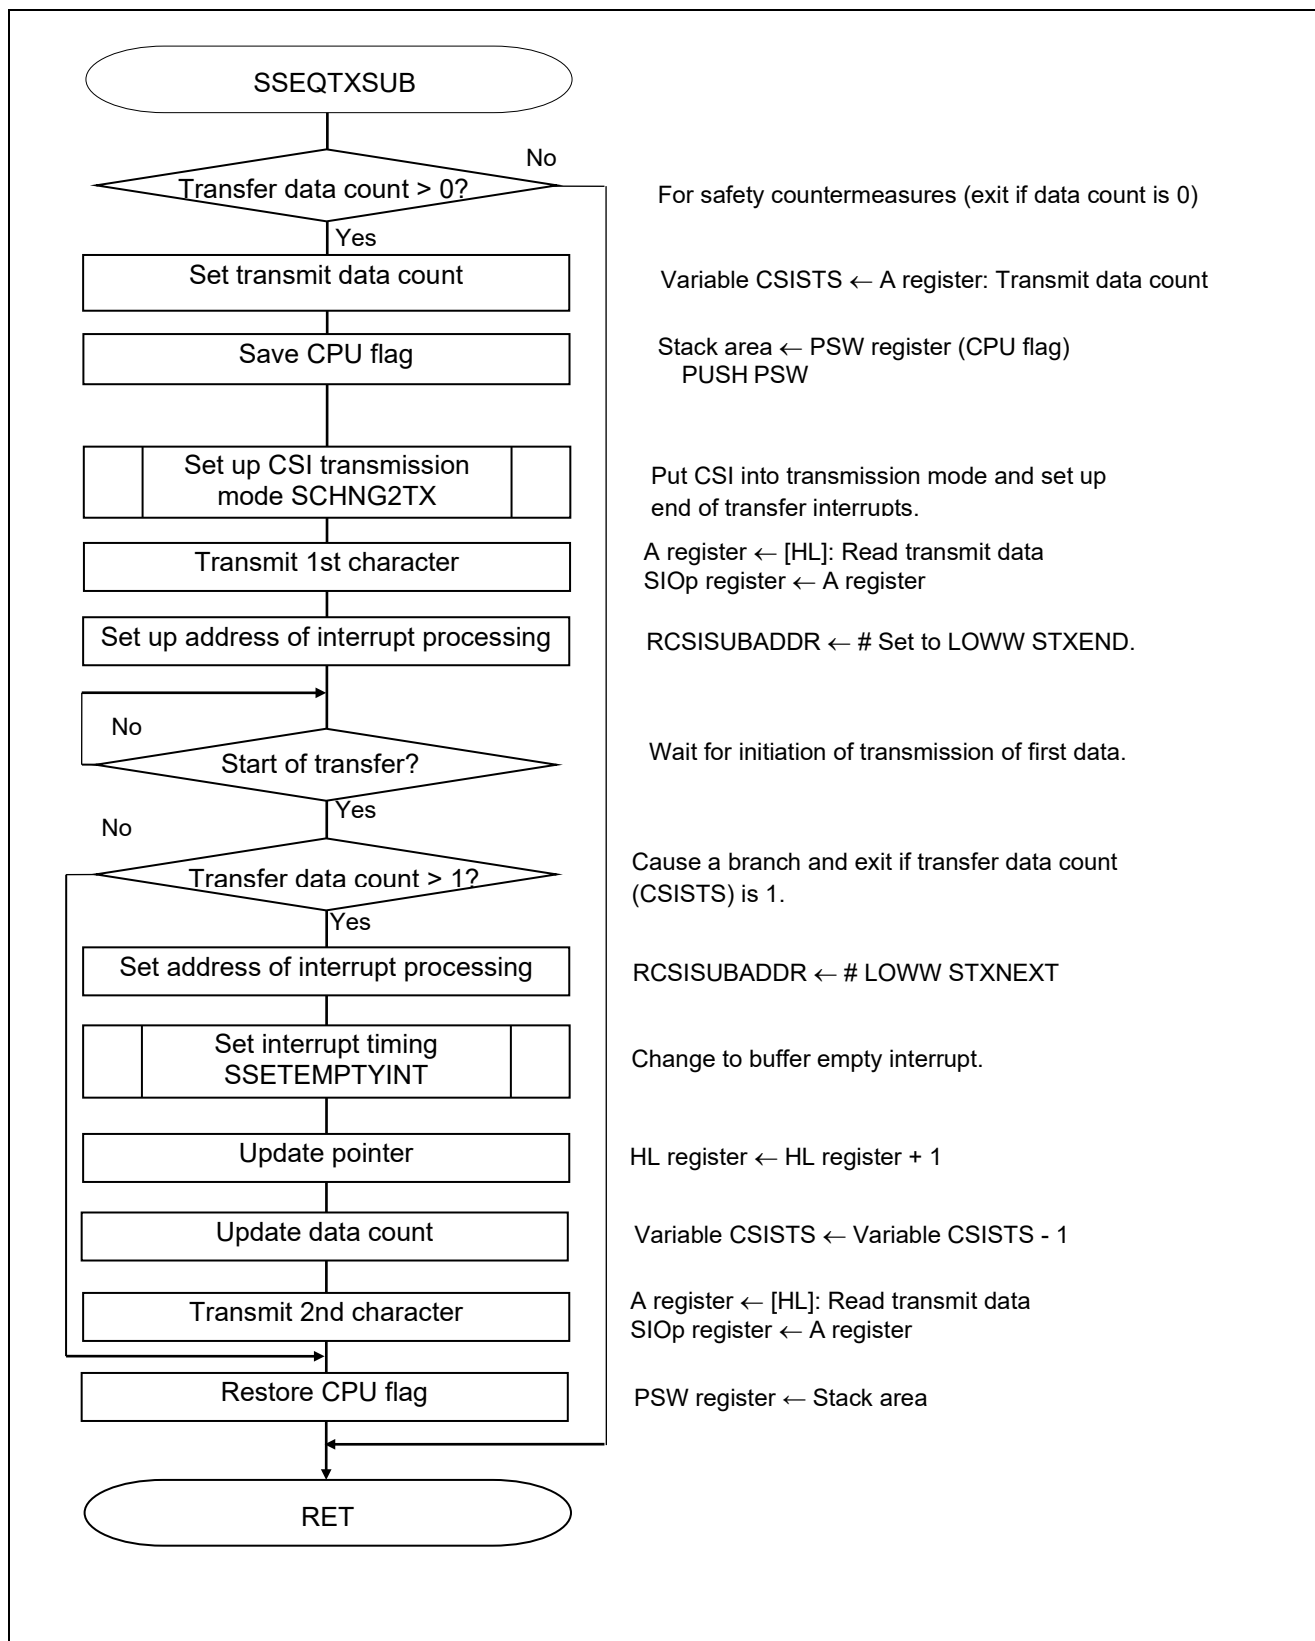 SSEQTXSUB
No
Transfer data count > 0?
For safety countermeasures (exit if data count is 0)
Yes
Set transmit data count
Variable CSISTS ← A register: Transmit data count
Save CPU flag
Stack area ← PSW register (CPU flag)
PUSH PSW
Set up CSI transmission
mode SCHNG2TX
Put CSI into transmission mode and set up
end of transfer interrupts.
Transmit 1st character
A register ← [HL]: Read transmit data
SIOp register ← A register
Set up address of interrupt processing
RCSISUBADDR ← # Set to LOWW STXEND.
No
Start of transfer?
Wait for initiation of transmission of first data.
Yes
No
Transfer data count > 1?
Cause a branch and exit if transfer data count
(CSISTS) is 1.
Yes
Set address of interrupt processing
RCSISUBADDR ← # LOWW STXNEXT
Set interrupt timing
SSETEMPTYINT
Change to buffer empty interrupt.
Update pointer
HL register ← HL register + 1
Update data count
Variable CSISTS ← Variable CSISTS - 1
Transmit 2nd character
A register ← [HL]: Read transmit data
SIOp register ← A register
Restore CPU flag
PSW register ← Stack area
RET